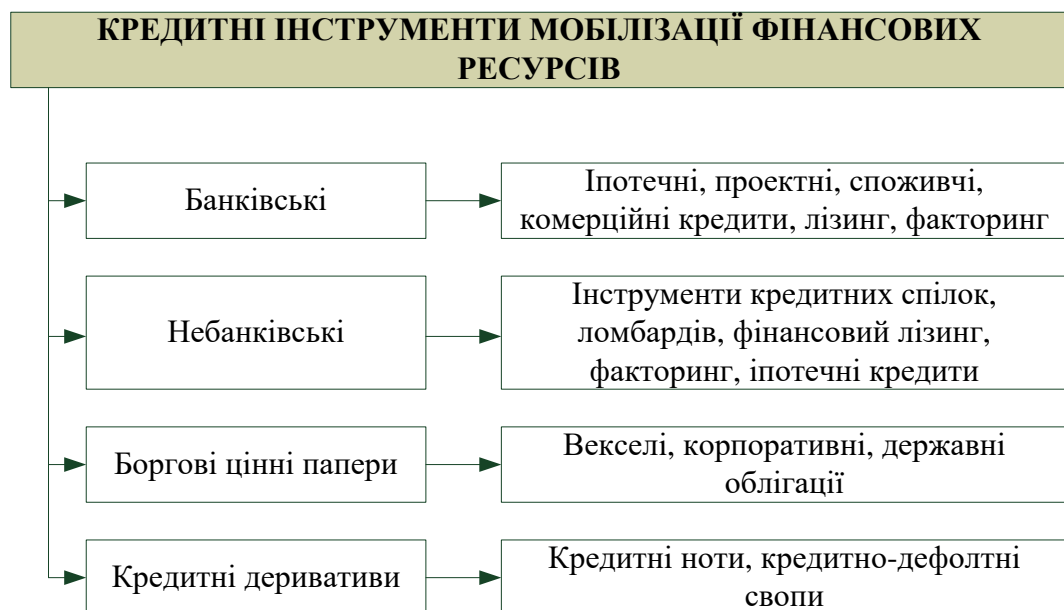 КРЕДИТНІ ІНСТРУМЕНТИ МОБІЛІЗАЦІЇ ФІНАНСОВИХ
РЕСУРСІВ
Банківські
Іпотечні, проектні, споживчі,
комерційні кредити, лізинг, факторинг
Небанківські
Інструменти кредитних спілок,
ломбардів, фінансовий лізинг,
факторинг, іпотечні кредити
Боргові цінні папери
Векселі, корпоративні, державні
облігації
Кредитні деривативи
Кредитні ноти, кредитно-дефолтні
свопи